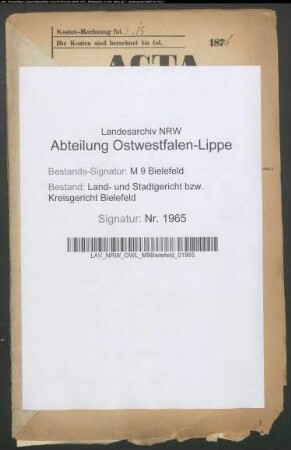 Kosten-Rechnung fol.
Die Kosten sind berechnet bis fol. 187
ACTA
Landesarchiv NRW
Abteilung Ostwestfalen-Lippe
Bestands-Signatur: M 9 Bielefeld
Bestand: Land- und Stadtgericht bzw.
Kreisgericht Bielefeld
Signatur: Nr. 1965
LAV_NRW_OWL_M9Bielefeld_01965